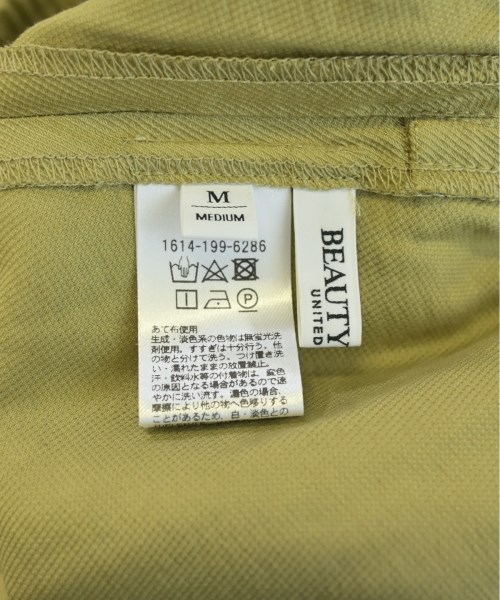 M
MEDIUM
1614-199-6286
BEAUTY
UNITED
あて布使用
生成・淡色系の色物は無蛍光洗
剤使用。すすぎは十分行う。他
の物と分けて洗う。つけ置き洗
い・濡れたままの放置厳止。
汗・飲料水等の付着物は、変色
の原因となる場合があるので速
やかに洗い流す。濃色の場合、
摩擦により他の物へ色移りする
ことがあるため、白・淡色との